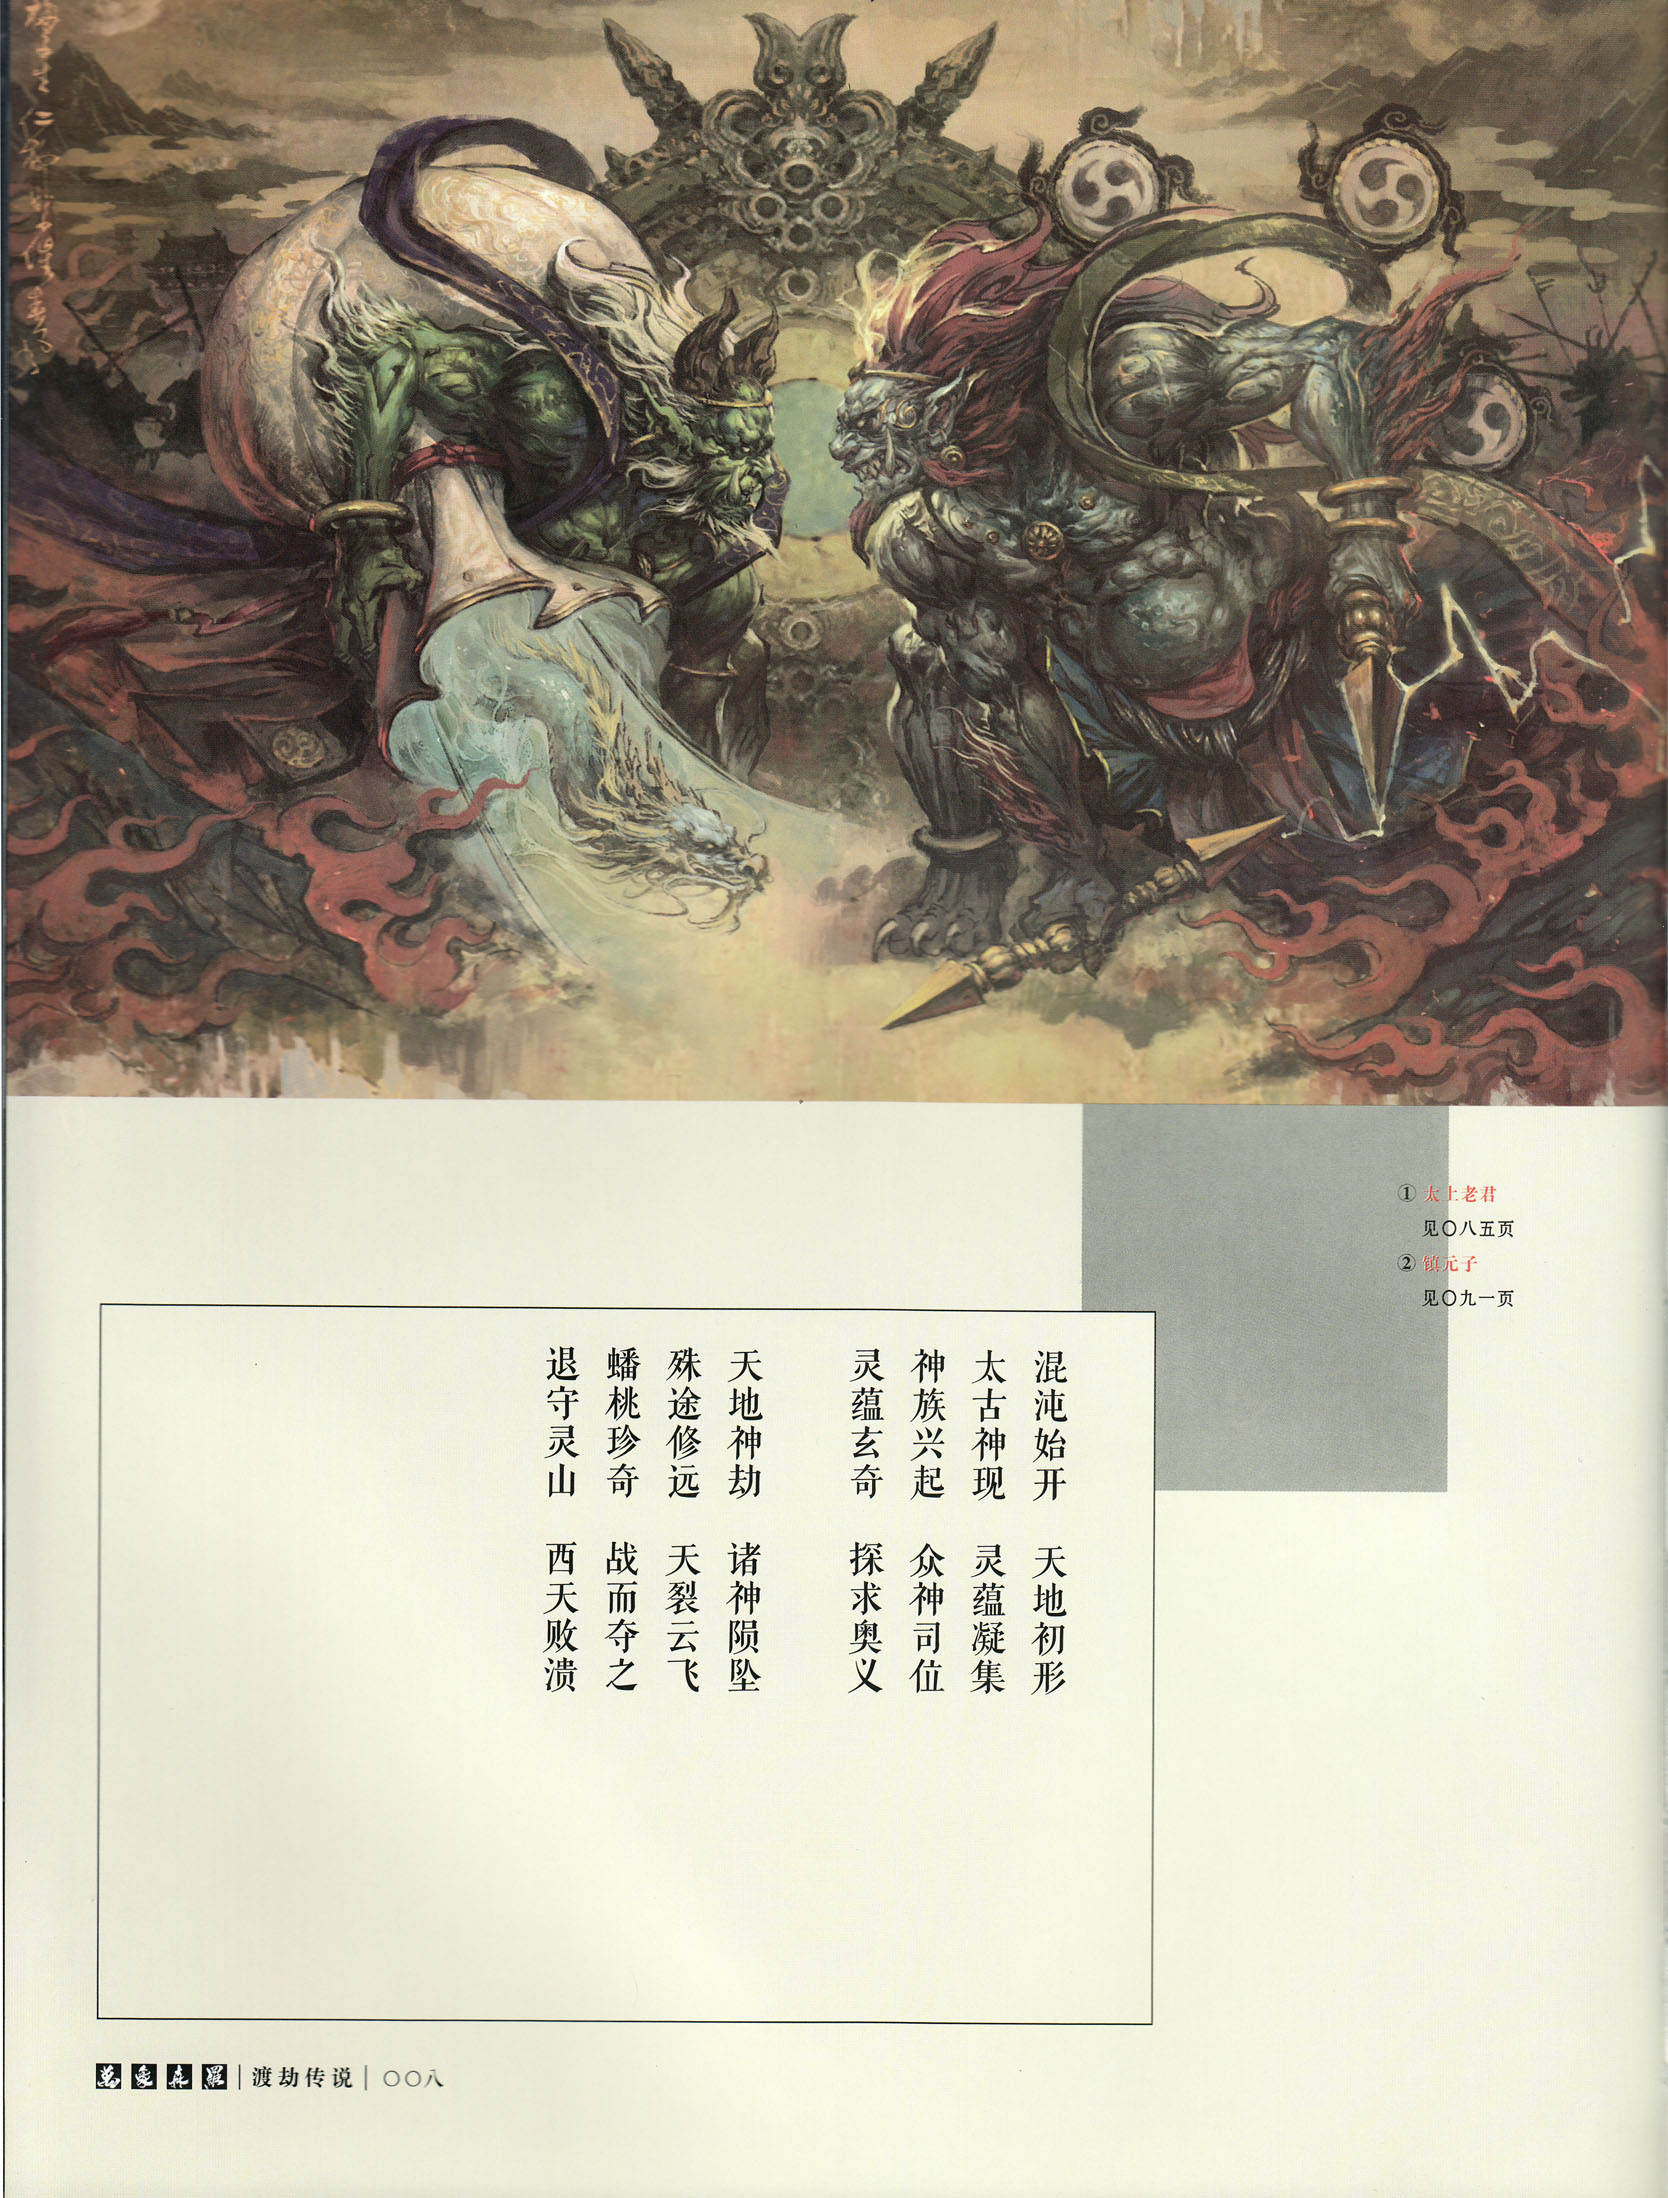 ① 太上老君
见〇八五页
② 镇元子
见〇九一页
混沌始开 天地初形
太古神现 灵蕴凝集
神族兴起 众神司位
灵蕴玄奇 探求奥义
天地神劫 诸神陨坠
殊途修远 天裂云飞
蟠桃珍奇 战而夺之
退守灵山 西天败溃
萬象森羅 | 渡劫传说 | 〇〇八